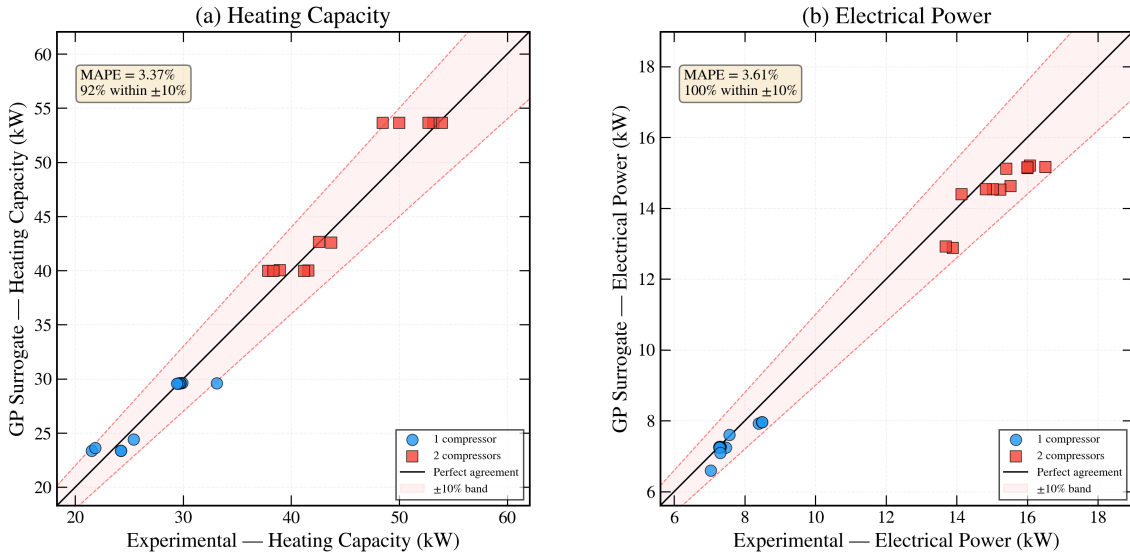 (a) Heating Capacity
MAPE = 3.37%
92% within ±10%
GP Surrogate — Heating Capacity (kW)
60
55
50
45
40
35
30
25
20
1 compressor
2 compressors
Perfect agreement
±10% band
20
30
40
50
60
Experimental — Heating Capacity (kW)
(b) Electrical Power
MAPE = 3.61%
100% within ±10%
GP Surrogate — Electrical Power (kW)
18
16
14
12
10
8
6
1 compressor
2 compressors
Perfect agreement
±10% band
6
8
10
12
14
16
18
Experimental — Electrical Power (kW)